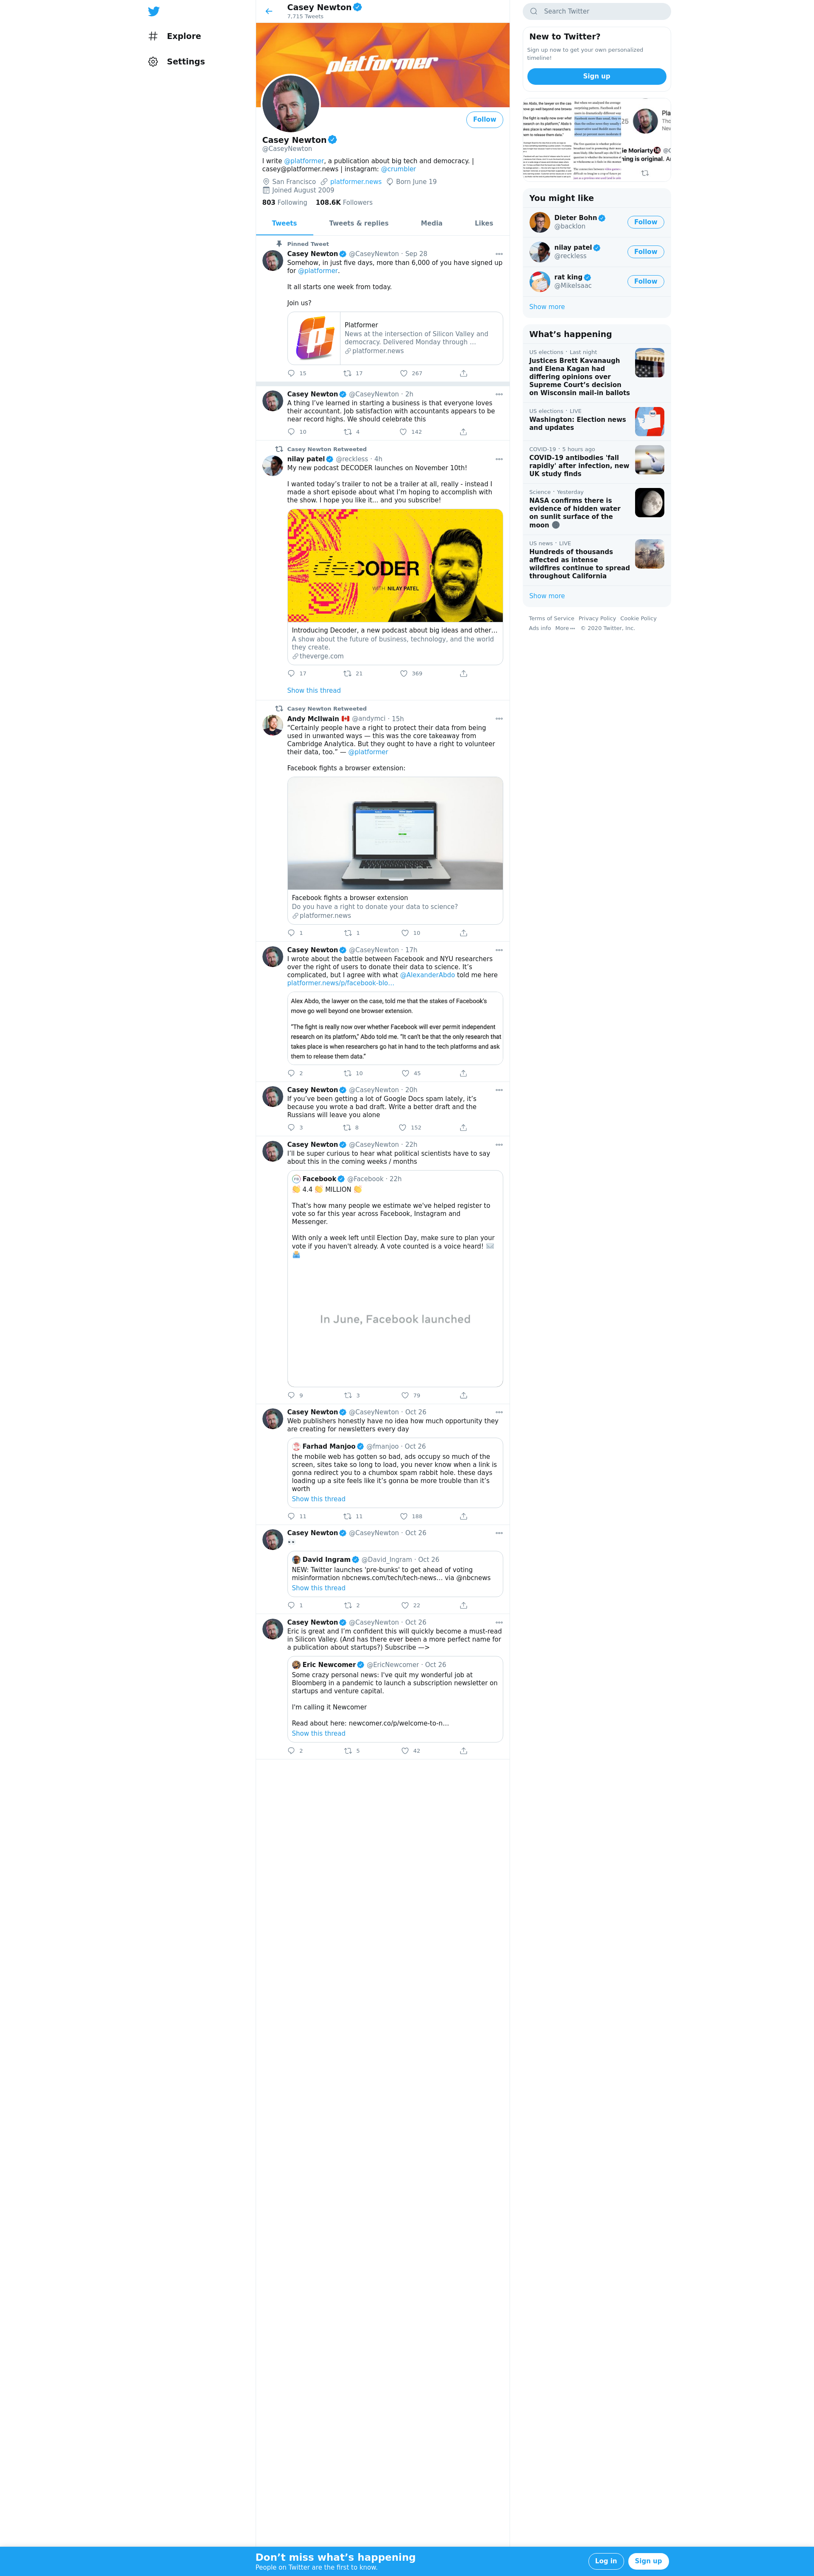 Explore
Settings
Casey Newton
7,715 Tweets
platformer
Follow
Casey Newton
@CaseyNewton
I write @platformer, a publication about big tech and democracy. |
casey@platformer.news | instagram: @crumbler
San Francisco platformer.news Born June 19
Joined August 2009
803 Following 108.6K Followers
Tweets Tweets & replies Media Likes
Pinned Tweet
Casey Newton @CaseyNewton · Sep 28
Somehow, in just five days, more than 6,000 of you have signed up
for @platformer.
It all starts one week from today.
Join us?
Platformer
News at the intersection of Silicon Valley and
democracy. Delivered Monday through ...
platformer.news
15 17 267
Casey Newton @CaseyNewton · 2h
A thing I’ve learned in starting a business is that everyone loves
their accountant. Job satisfaction with accountants appears to be
near record highs. We should celebrate this
10 4 142
Casey Newton Retweeted
nilay patel @reckless · 4h
My new podcast DECODER launches on November 10th!
I wanted today’s trailer to not be a trailer at all, really - instead I
made a short episode about what I’m hoping to accomplish with
the show. I hope you like it... and you subscribe!
DECODER
WITH NILAY PATEL
Introducing Decoder, a new podcast about big ideas and other...
A show about the future of business, technology, and the world
they create.
theverge.com
17 21 369
Show this thread
Casey Newton Retweeted
Andy McIlwain @andymci · 15h
“Certainly people have a right to protect their data from being
used in unwanted ways — this was the core takeaway from
Cambridge Analytica. But they ought to have a right to volunteer
their data, too.” — @platformer
Facebook fights a browser extension:
Facebook fights a browser extension
Do you have a right to donate your data to science?
platformer.news
1 1 10
Casey Newton @CaseyNewton · 17h
I wrote about the battle between Facebook and NYU researchers
over the right of users to donate their data to science. It’s
complicated, but I agree with what @AlexanderAbdo told me here
platformer.news/p/facebook-blo…
Alex Abdo, the lawyer on the case, told me that the stakes of Facebook’s
move go well beyond one browser extension.
“The fight is really now over whether Facebook will ever permit independent
research on its platform,” Abdo told me. “It can’t be that the only research that
takes place is when researchers go hat in hand to the tech platforms and ask
them to release them data.”
2 10 45
Casey Newton @CaseyNewton · 20h
If you’ve been getting a lot of Google Docs spam lately, it’s
because you wrote a bad draft. Write a better draft and the
Russians will leave you alone
3 8 152
Casey Newton @CaseyNewton · 22h
I’ll be super curious to hear what political scientists have to say
about this in the coming weeks / months
Facebook @Facebook · 22h
4.4 MILLION
That's how many people we estimate we've helped register to
vote so far this year across Facebook, Instagram and
Messenger.
With only a week left until Election Day, make sure to plan your
vote if you haven't already. A vote counted is a voice heard!
In June, Facebook launched
9 3 79
Casey Newton @CaseyNewton · Oct 26
Web publishers honestly have no idea how much opportunity they
are creating for newsletters every day
Farhad Manjoo @fmanjoo · Oct 26
the mobile web has gotten so bad, ads occupy so much of the
screen, sites take so long to load, you never know when a link is
gonna redirect you to a chumbox spam rabbit hole. these days
loading up a site feels like it’s gonna be more trouble than it’s
worth
Show this thread
11 11 188
Casey Newton @CaseyNewton · Oct 26
David Ingram @David_Ingram · Oct 26
NEW: Twitter launches 'pre-bunks' to get ahead of voting
misinformation nbcnews.com/tech/tech-news… via @nbcnews
Show this thread
1 2 22
Casey Newton @CaseyNewton · Oct 26
Eric is great and I’m confident this will quickly become a must-read
in Silicon Valley. (And has there ever been a more perfect name for
a publication about startups?) Subscribe —>
Eric Newcomer @EricNewcomer · Oct 26
Some crazy personal news: I've quit my wonderful job at
Bloomberg in a pandemic to launch a subscription newsletter on
startups and venture capital.
I'm calling it Newcomer
Read about here: newcomer.co/p/welcome-to-n…
Show this thread
2 5 42
Search Twitter
New to Twitter?
Sign up now to get your own personalized
timeline!
Sign up
You might like
Dieter Bohn
@backlon
Follow
nilay patel
@reckless
Follow
rat king
@MikeIsaac
Follow
Show more
What’s happening
US elections · Last night
Justices Brett Kavanaugh
and Elena Kagan had
differing opinions over
Supreme Court’s decision
on Wisconsin mail-in ballots
US elections · LIVE
Washington: Election news
and updates
COVID-19 · 5 hours ago
COVID-19 antibodies 'fall
rapidly' after infection, new
UK study finds
Science · Yesterday
NASA confirms there is
evidence of hidden water
on sunlit surface of the
moon
US news · LIVE
Hundreds of thousands
affected as intense
wildfires continue to spread
throughout California
Show more
Terms of Service Privacy Policy Cookie Policy
Ads info More © 2020 Twitter, Inc.
Don’t miss what’s happening
People on Twitter are the first to know.
Log in Sign up